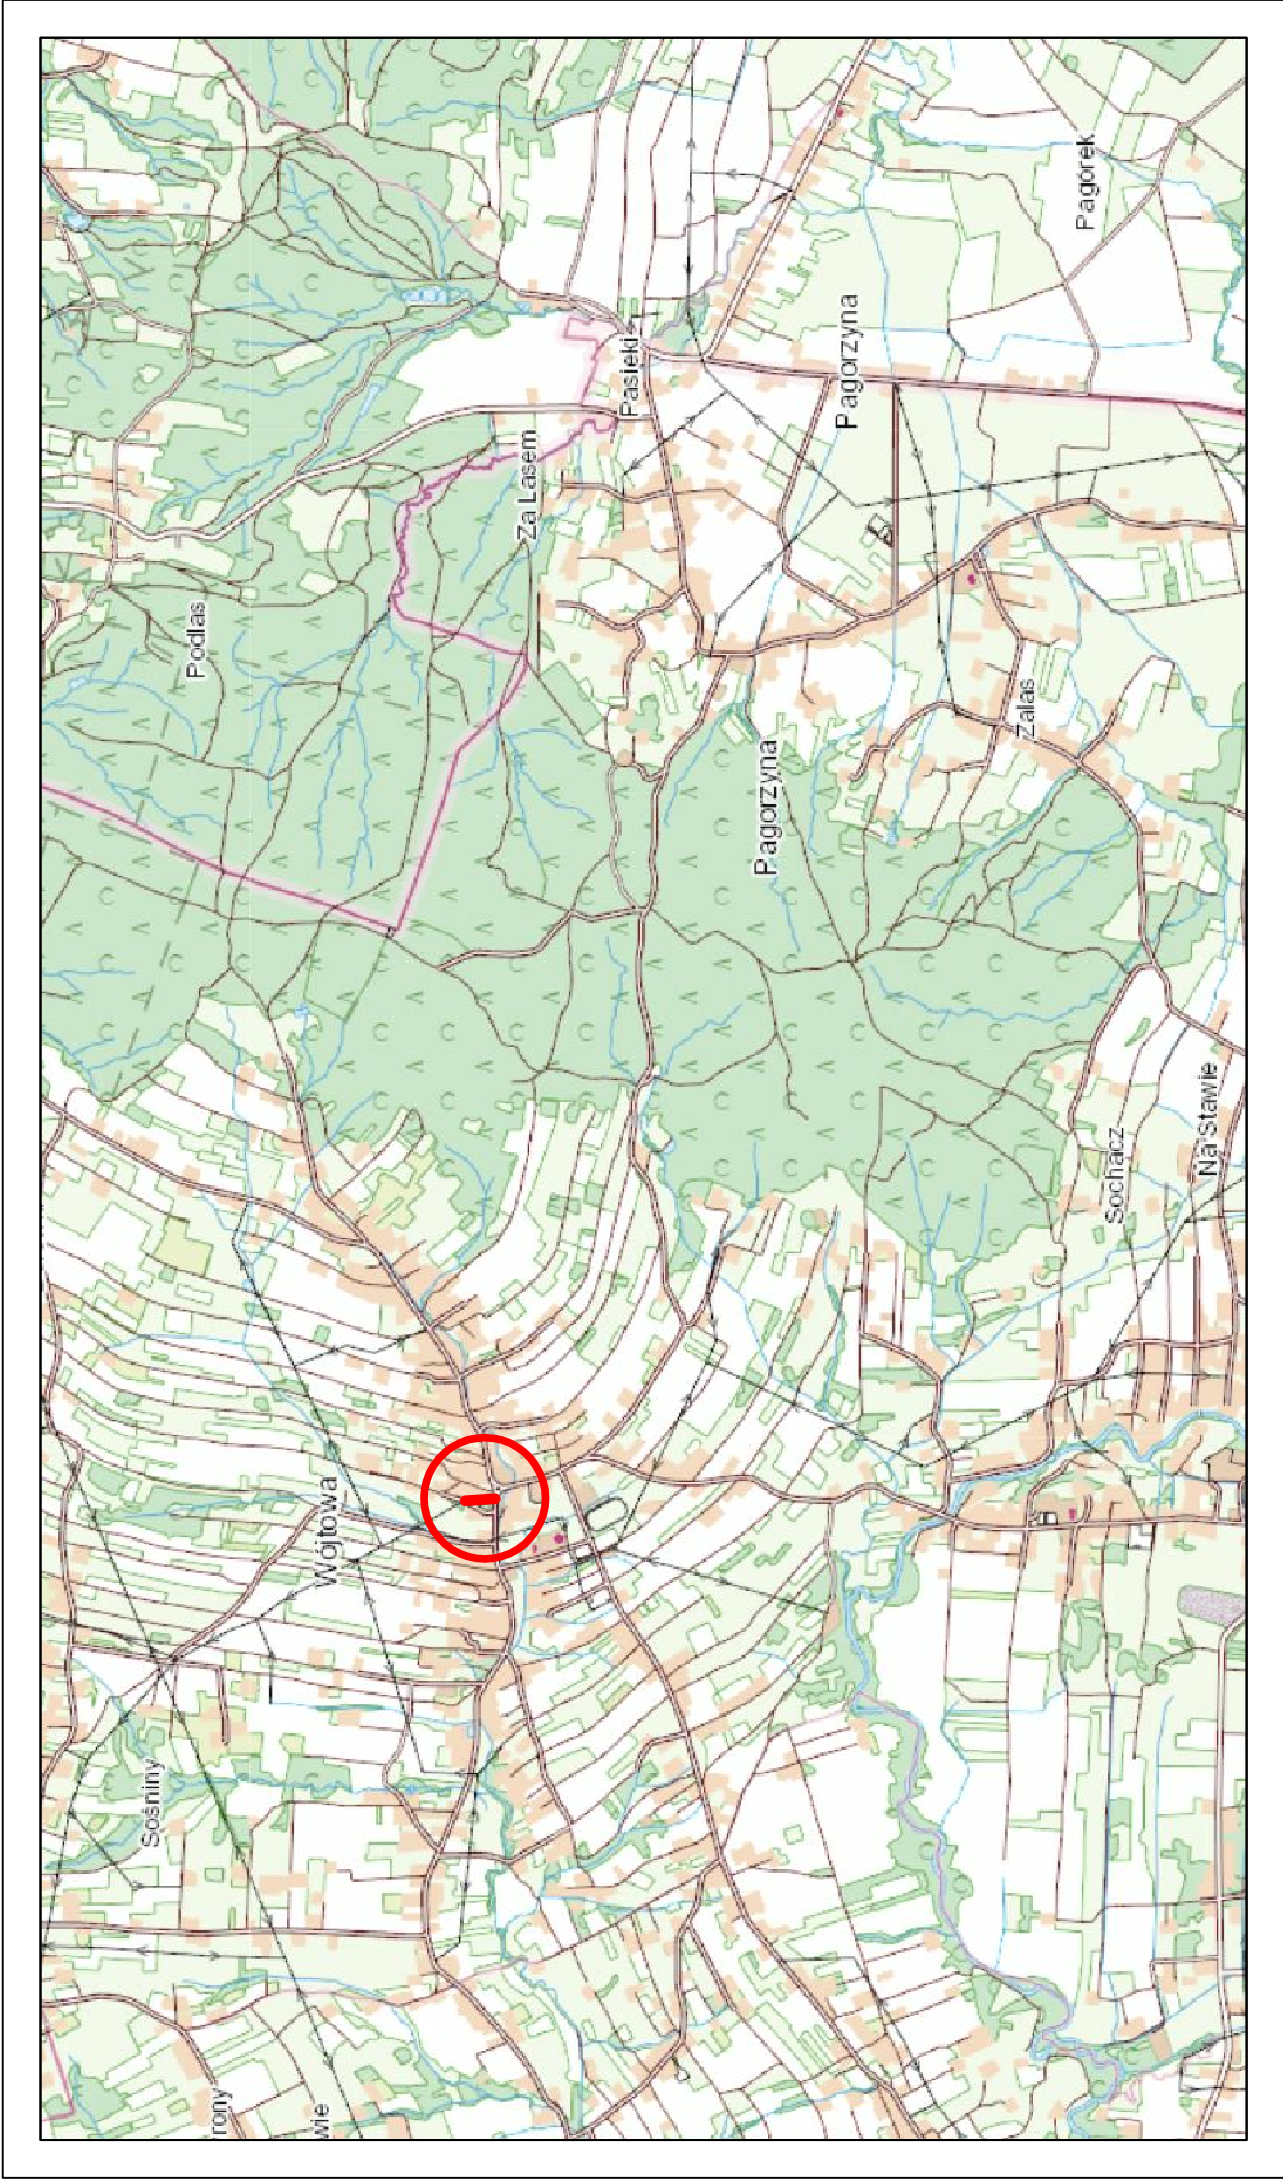 Pagórek
Pagorzyna
Pasieki
Za Lasem
Podlas
Zalas
Pagorzyna
Na Stawie
Sochacz
Wójtowa
Sośniny
rony
wie